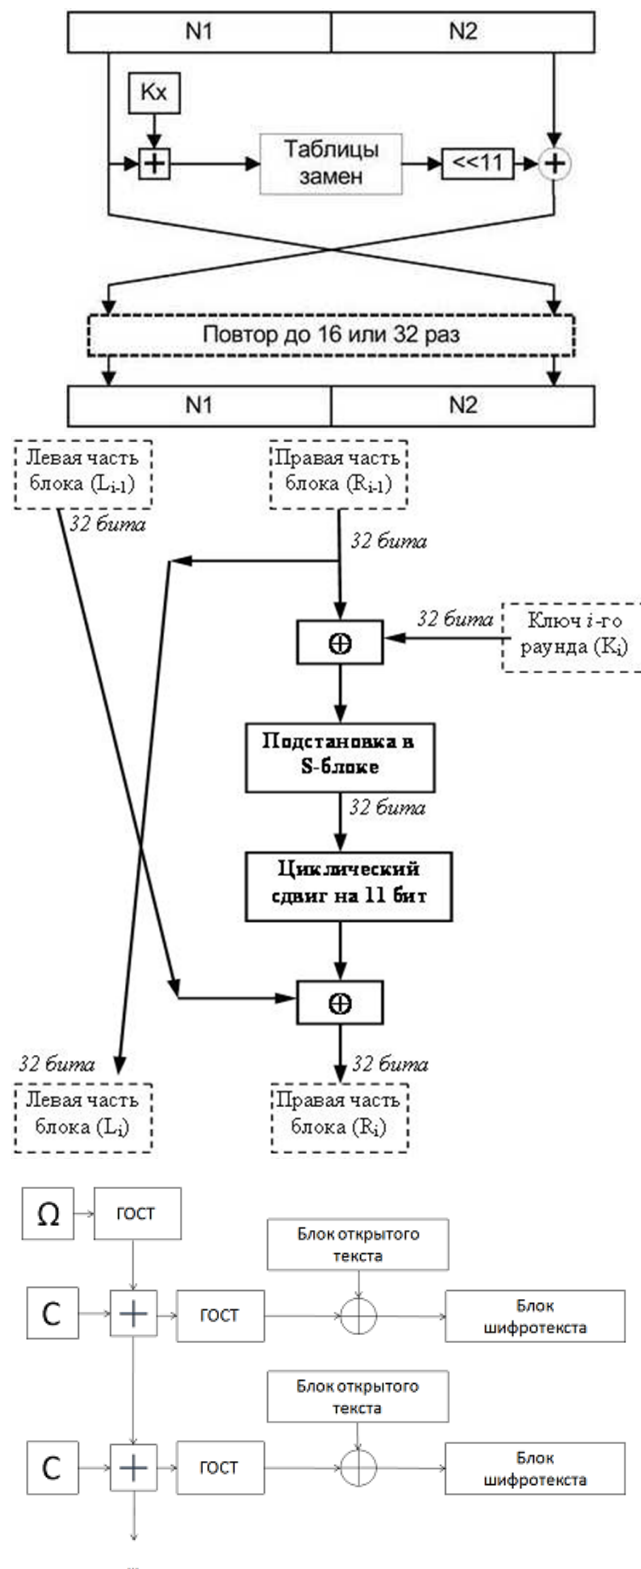 N1 N2
Kx
+
Таблицы
замен
<<11
+
Повтор до 16 или 32 раз
N1 N2
Левая часть
блока (Li-1)
Правая часть
блока (Ri-1)
32 бита
32 бита
32 бита
Ключ i-го
раунда (Ki)
⊕
Подстановка в
S-блоке
32 бита
Циклический
сдвиг на 11 бит
⊕
32 бита
32 бита
Левая часть
блока (Li)
Правая часть
блока (Ri)
Ω
ГОСТ
Блок открытого
текста
С
+
ГОСТ
Блок
шифротекста
Блок открытого
текста
С
+
ГОСТ
Блок
шифротекста